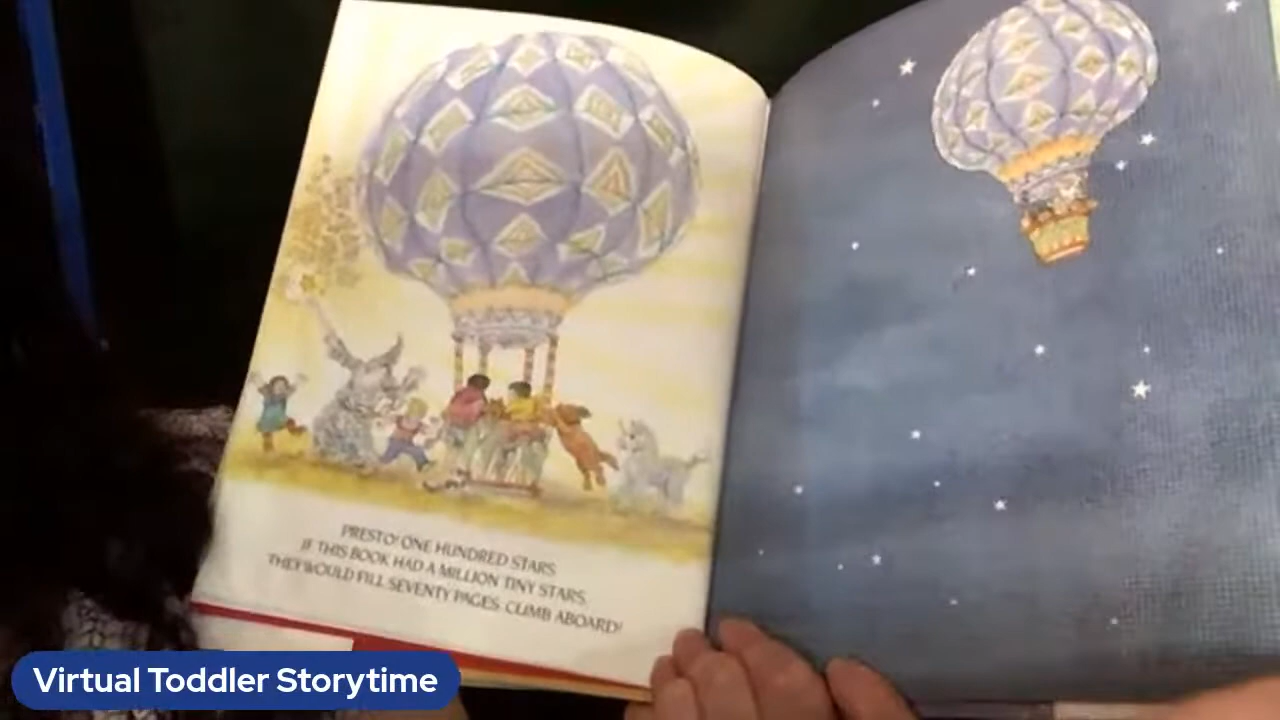 PRESTO! ONE HUNDRED STARS.
IF THIS BOOK HAD A MILLION TINY STARS,
THEY WOULD FILL SEVENTY PAGES. CLIMB ABOARD!
Virtual Toddler Storytime